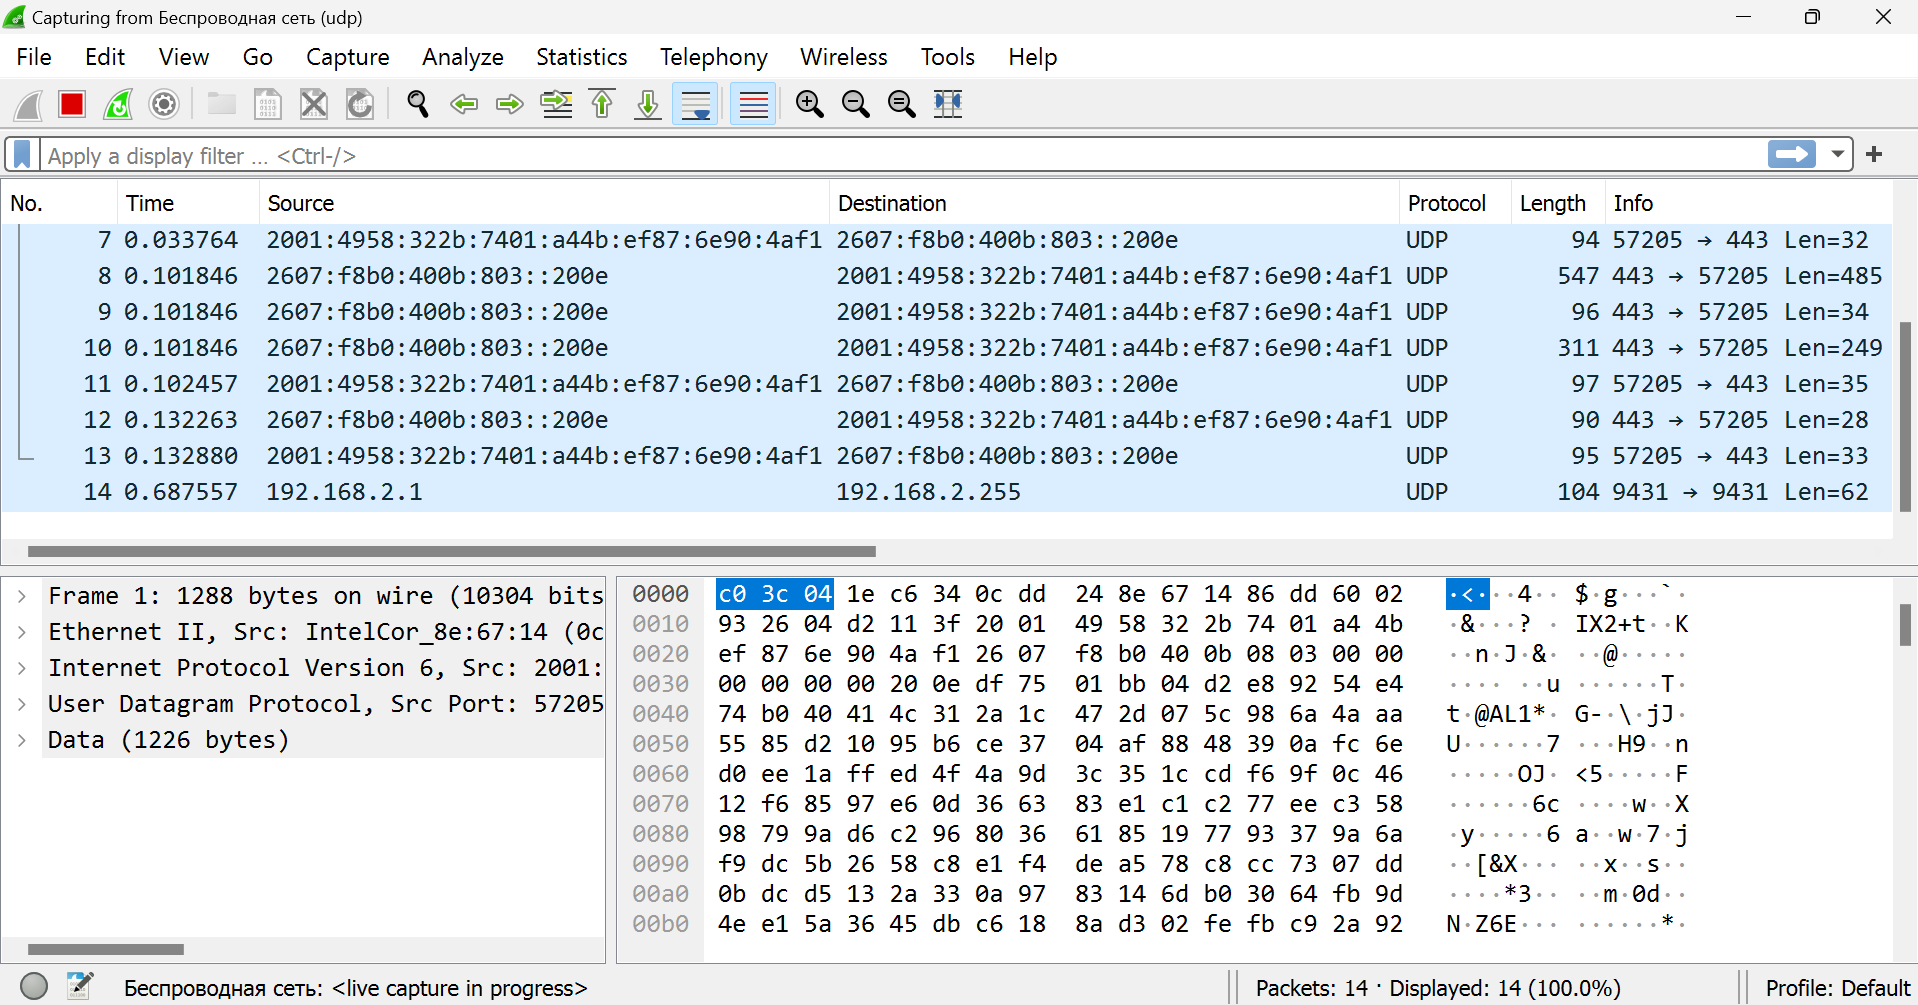 Capturing from Беспроводная сеть (udp)
File Edit View Go Capture Analyze Statistics Telephony Wireless Tools Help
Apply a display filter ... <Ctrl-/>
No. Time Source Destination Protocol Length Info
7 0.033764 2001:4958:322b:7401:a44b:ef87:6e90:4af1 2607:f8b0:400b:803::200e UDP 94 57205 → 443 Len=32
8 0.101846 2607:f8b0:400b:803::200e 2001:4958:322b:7401:a44b:ef87:6e90:4af1 UDP 547 443 → 57205 Len=485
9 0.101846 2607:f8b0:400b:803::200e 2001:4958:322b:7401:a44b:ef87:6e90:4af1 UDP 96 443 → 57205 Len=34
10 0.101846 2607:f8b0:400b:803::200e 2001:4958:322b:7401:a44b:ef87:6e90:4af1 UDP 311 443 → 57205 Len=249
11 0.102457 2001:4958:322b:7401:a44b:ef87:6e90:4af1 2607:f8b0:400b:803::200e UDP 97 57205 → 443 Len=35
12 0.132263 2607:f8b0:400b:803::200e 2001:4958:322b:7401:a44b:ef87:6e90:4af1 UDP 90 443 → 57205 Len=28
13 0.132880 2001:4958:322b:7401:a44b:ef87:6e90:4af1 2607:f8b0:400b:803::200e UDP 95 57205 → 443 Len=33
14 0.687557 192.168.2.1 192.168.2.255 UDP 104 9431 → 9431 Len=62
Frame 1: 1288 bytes on wire (10304 bits
Ethernet II, Src: IntelCor_8e:67:14 (0c
Internet Protocol Version 6, Src: 2001:
User Datagram Protocol, Src Port: 57205
Data (1226 bytes)
0000 c0 3c 04 1e c6 34 0c dd 24 8e 67 14 86 dd 60 02 ·<···4·· $·g···`·
0010 93 26 04 d2 11 3f 20 01 49 58 32 2b 74 01 a4 4b ·&···? · IX2+t··K
0020 ef 87 6e 90 4a f1 26 07 f8 b0 40 0b 08 03 00 00 ··n·J·&· ··@·····
0030 00 00 00 00 20 0e df 75 01 bb 04 d2 e8 92 54 e4 ···· ··u ······T·
0040 74 b0 40 41 4c 31 2a 1c 47 2d 07 5c 98 6a 4a aa t·@AL1*· G-·\·jJ·
0050 55 85 d2 10 95 b6 ce 37 04 af 88 48 39 0a fc 6e U······7 ···H9··n
0060 d0 ee 1a ff ed 4f 4a 9d 3c 35 1c cd f6 9f 0c 46 ·····OJ· <5·····F
0070 12 f6 85 97 e6 0d 36 63 83 e1 c1 c2 77 ee c3 58 ······6c ····w··X
0080 98 79 9a d6 c2 96 80 36 61 85 19 77 93 37 9a 6a ·y·····6 a··w·7·j
0090 f9 dc 5b 26 58 c8 e1 f4 de a5 78 c8 cc 73 07 dd ··[&X··· ··x··s··
00a0 0b dc d5 13 2a 33 0a 97 83 14 6d b0 30 64 fb 9d ····*3·· ··m·0d··
00b0 4e e1 5a 36 45 db c6 18 8a d3 02 fe fb c9 2a 92 N·Z6E··· ······*·
Беспроводная сеть: <live capture in progress> Packets: 14 · Displayed: 14 (100.0%) Profile: Default